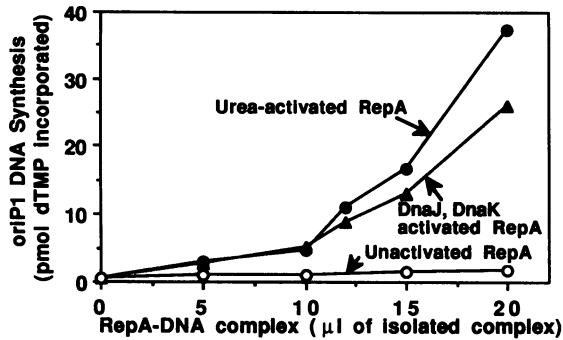 oriP1 DNA Synthesis
(pmol dTMP incorporated)
40
30
20
10
0
Urea-activated RepA
DnaJ, DnaK
activated RepA
Unactivated RepA
0 5 10 15 20
RepA-DNA complex ( μl of isolated complex)